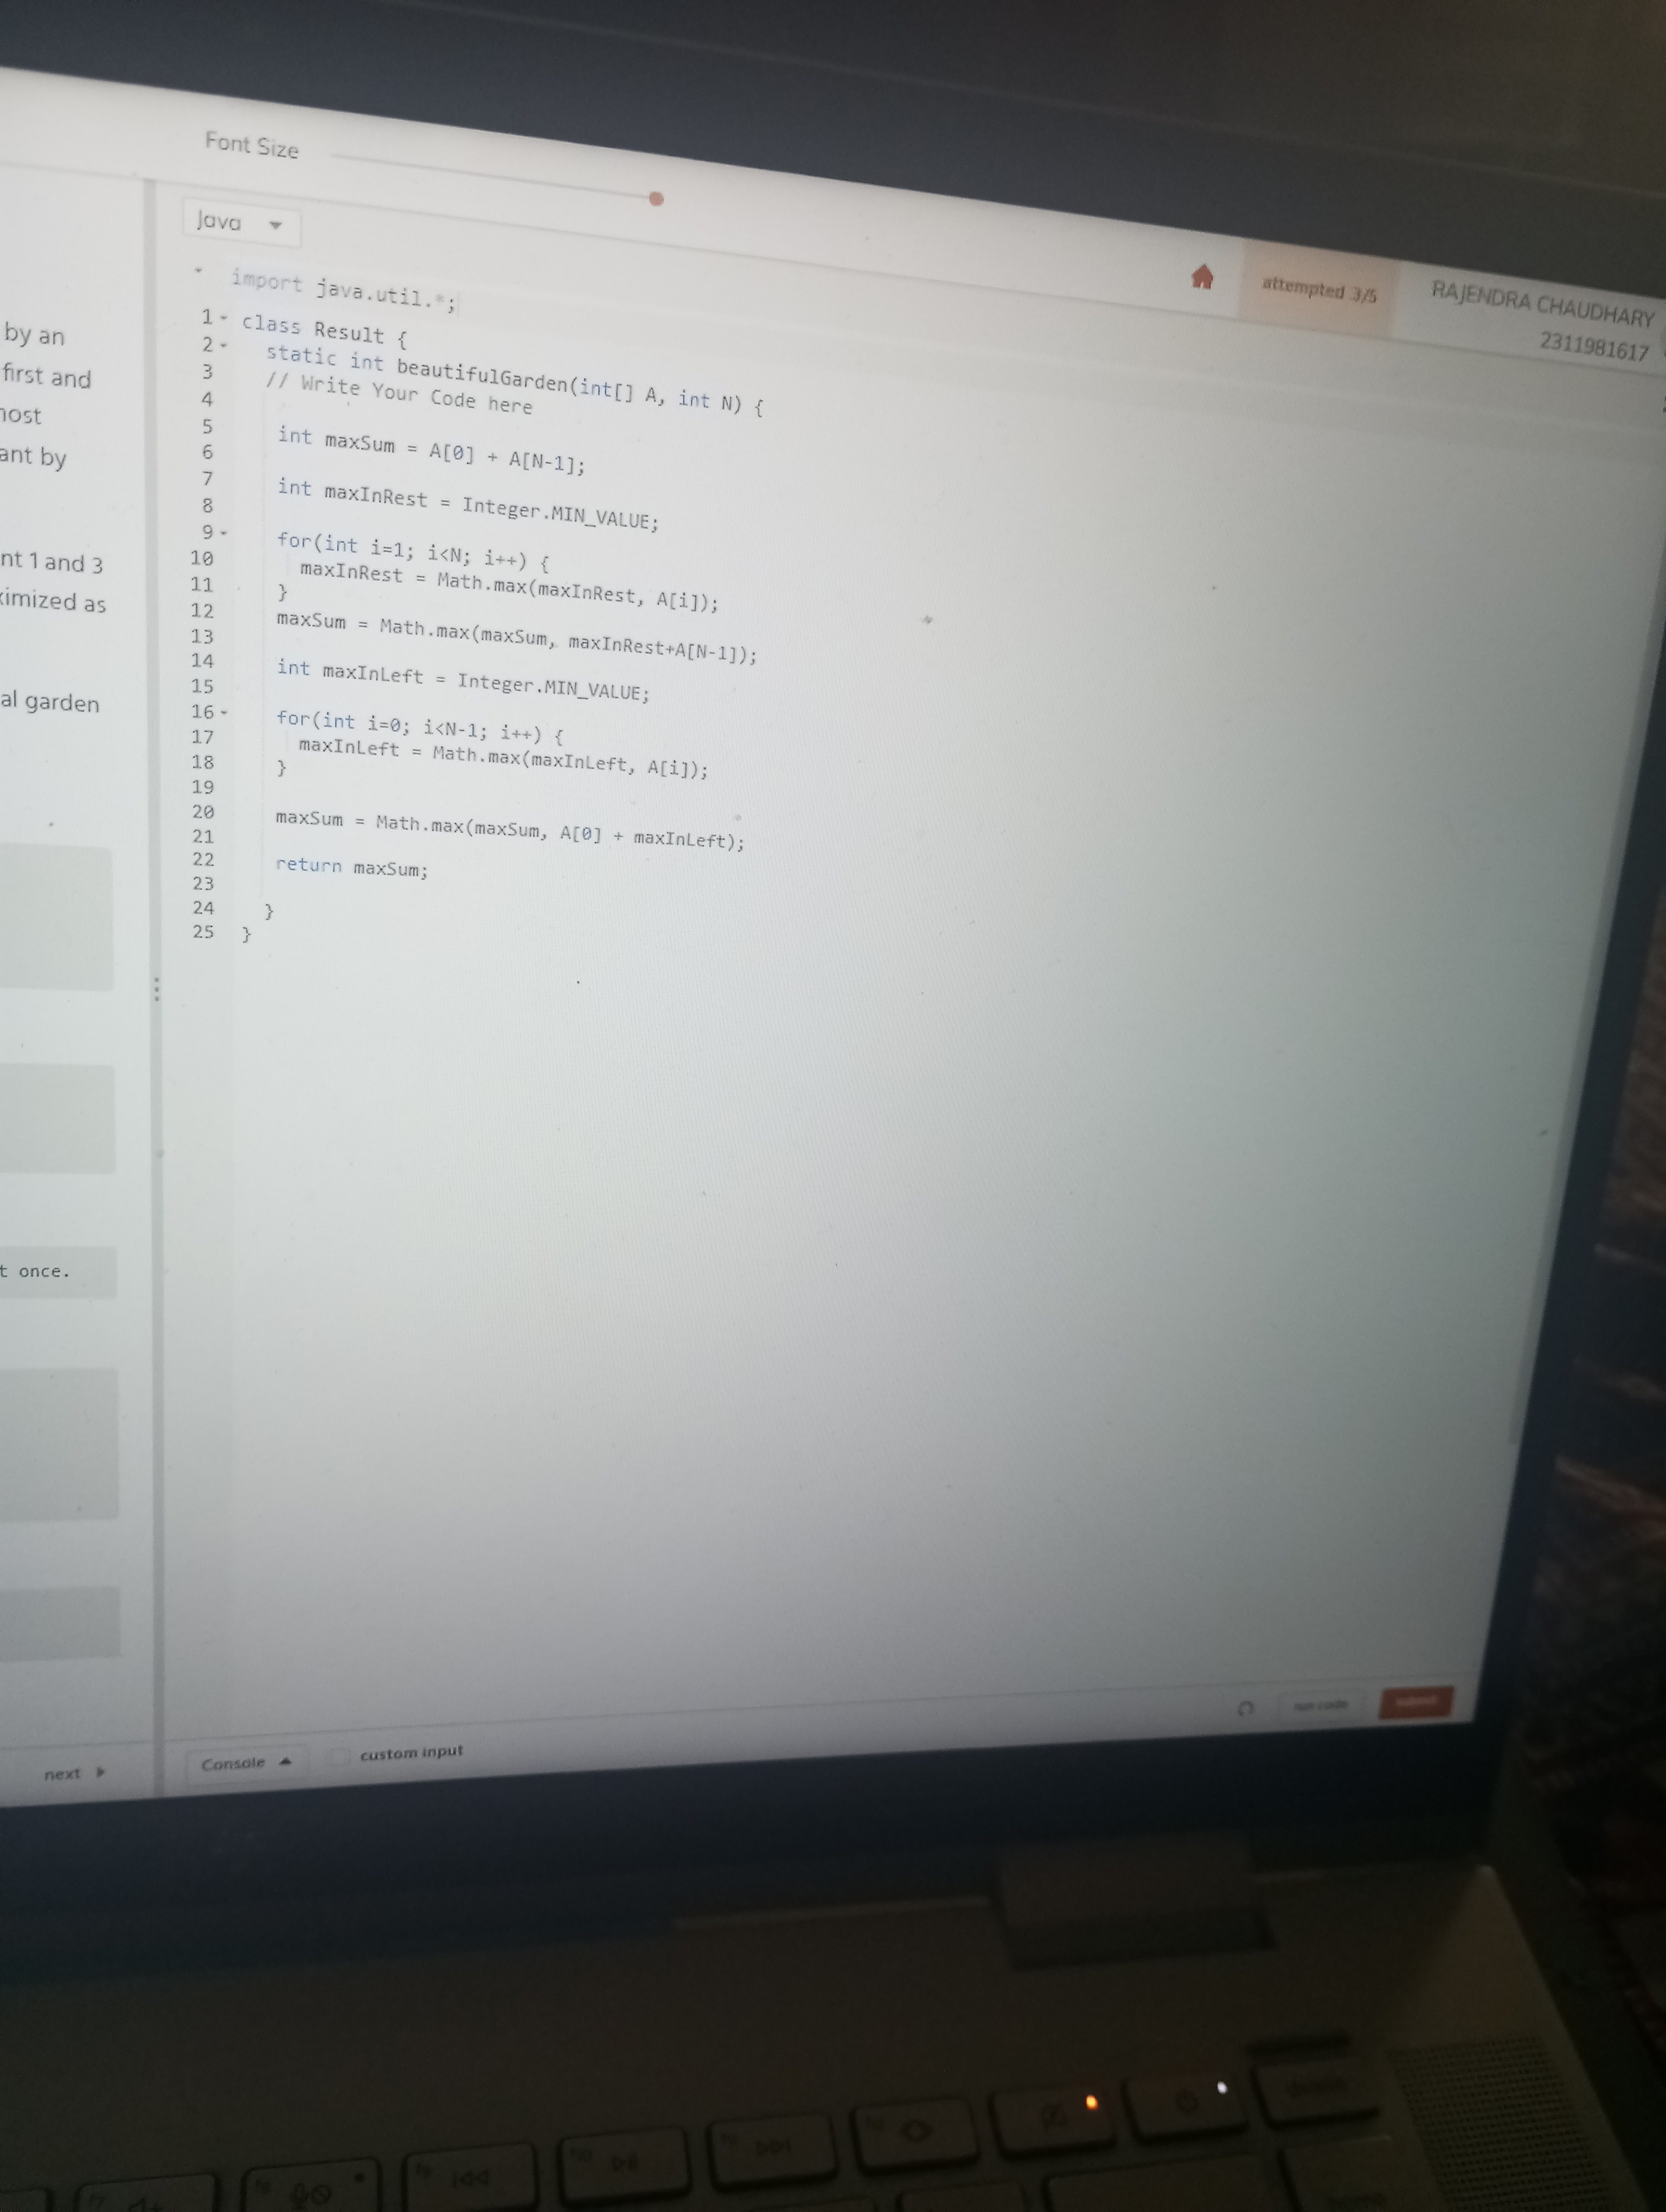 Font Size
Java
attempted 3/5
RAJENDRA CHAUDHARY
2311981617
by an
first and
ant by
nt 1 and 3
imized as
al garden
t once.
next
import java.util.*;
1 class Result {
2 static int beautifulGarden(int[] A, int N) {
3 // Write Your Code here
4
5 int maxSum = A[0] + A[N-1];
6
7 int maxInRest = Integer.MIN_VALUE;
8
9 for(int i=1; i<N; i++) {
10 maxInRest = Math.max(maxInRest, A[i]);
11 }
12 maxSum = Math.max(maxSum, maxInRest+A[N-1]);
13
14 int maxInLeft = Integer.MIN_VALUE;
15
16 for(int i=0; i<N-1; i++) {
17 maxInLeft = Math.max(maxInLeft, A[i]);
18 }
19
20 maxSum = Math.max(maxSum, A[0] + maxInLeft);
21
22 return maxSum;
23
24 }
25 }
Console
custom input
run code
submit